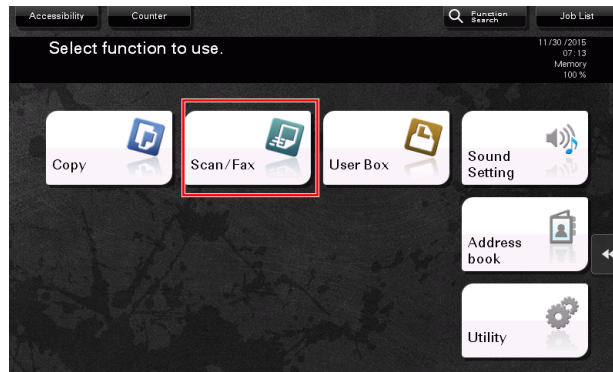 Accessibility
Counter
Function
Search
Job List
Select function to use.
11/30 /2015
07:13
Memory
100 %
Copy
Scan/Fax
User Box
Sound
Setting
Address
book
Utility